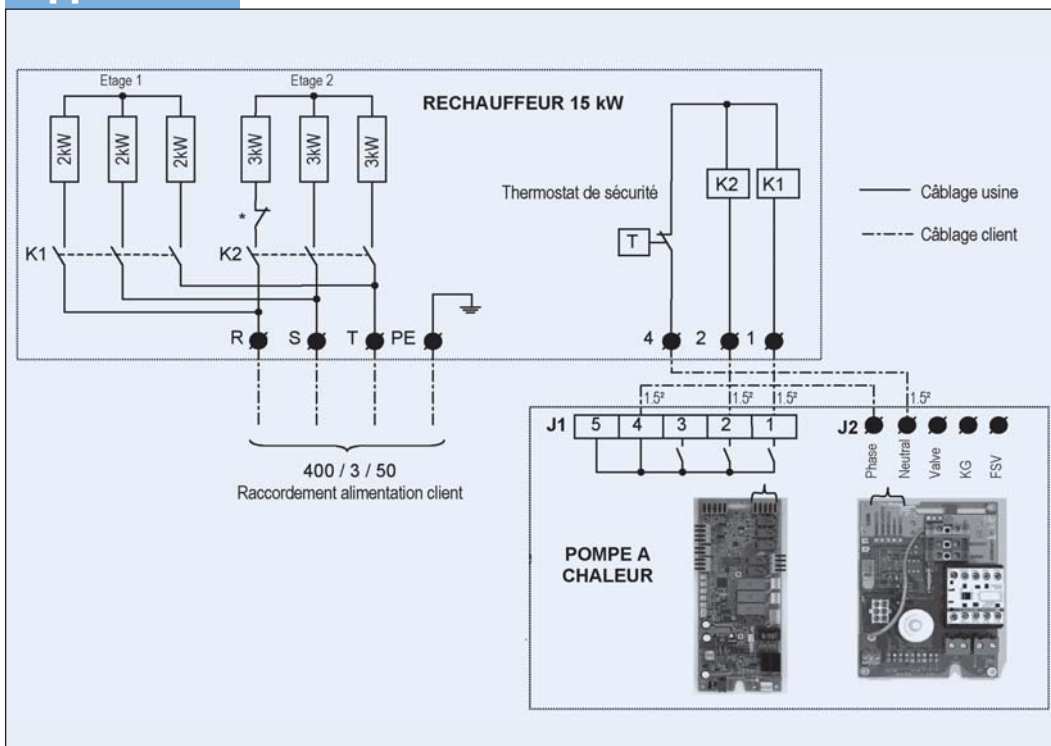 Etage 1
Etage 2
RECHAUFFEUR 15 kW
2kW
2kW
2kW
3kW
3kW
3kW
K2
K1
Thermostat de sécurité
Câblage usine
*
T
Câblage client
K1
K2
R
S
T
PE
4
2
1
1.5²
1.5²
1.5²
1.5²
J1
5
4
3
2
1
J2
Phase
Neutral
Valve
KG
FSV
400 / 3 / 50
Raccordement alimentation client
POMPE A
CHALEUR